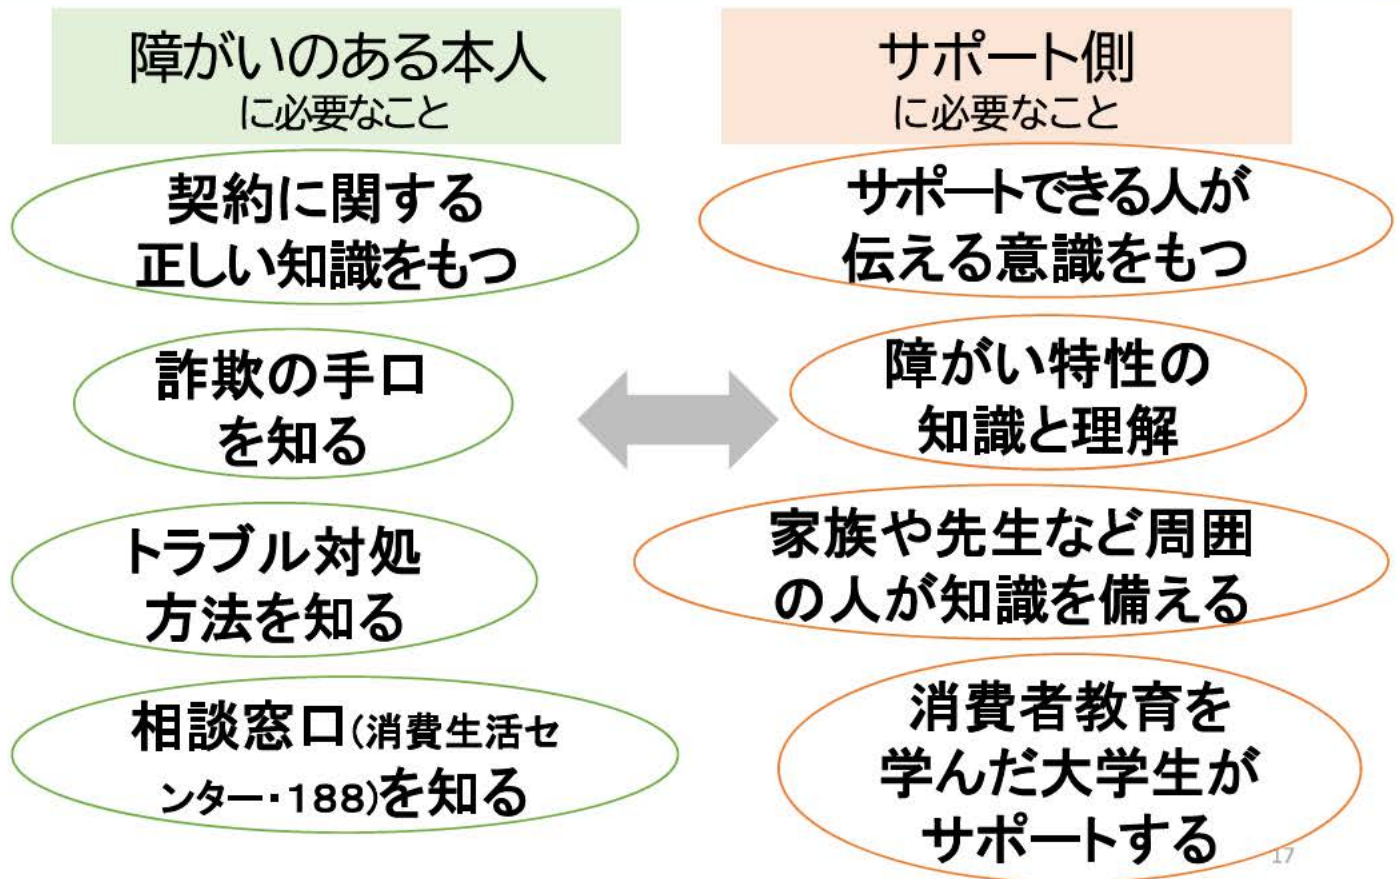 障がいのある本人
に必要なこと
契約に関する
正しい知識をもつ
詐欺の手口
を知る
トラブル対処
方法を知る
相談窓口(消費生活セ
ンター・188)を知る
サポート側
に必要なこと
サポートできる人が
伝える意識をもつ
障がい特性の
知識と理解
家族や先生など周囲
の人が知識を備える
消費者教育を
学んだ大学生が
サポートする
17